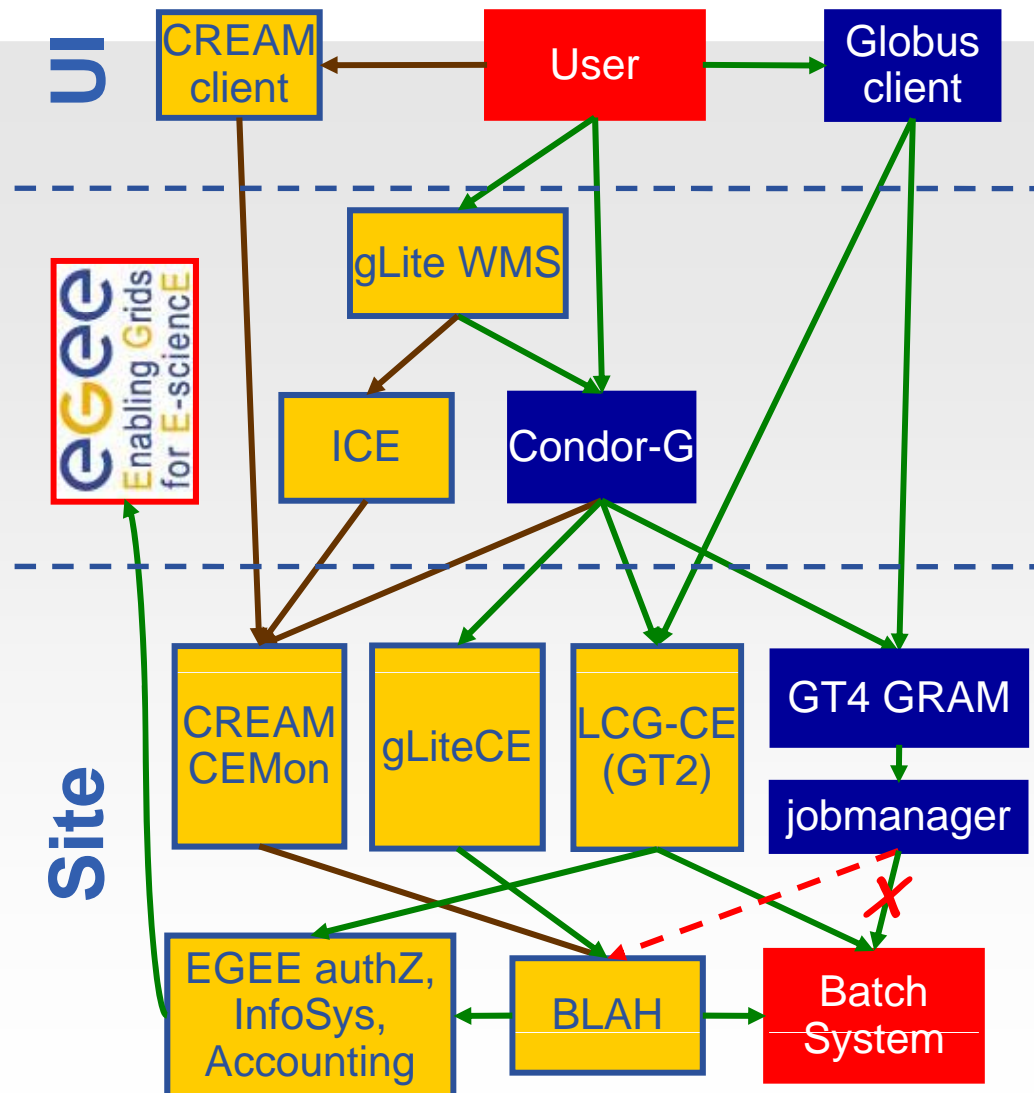 UI
CREAM
client
User
Globus
client
gLite WMS
eGee
Enabling Grids
for E-sciencE
ICE
Condor-G
Site
CREAM
CEMon
gLiteCE
LCG-CE
(GT2)
GT4 GRAM
jobmanager
X
EGEE authZ,
InfoSys,
Accounting
BLAH
Batch
System